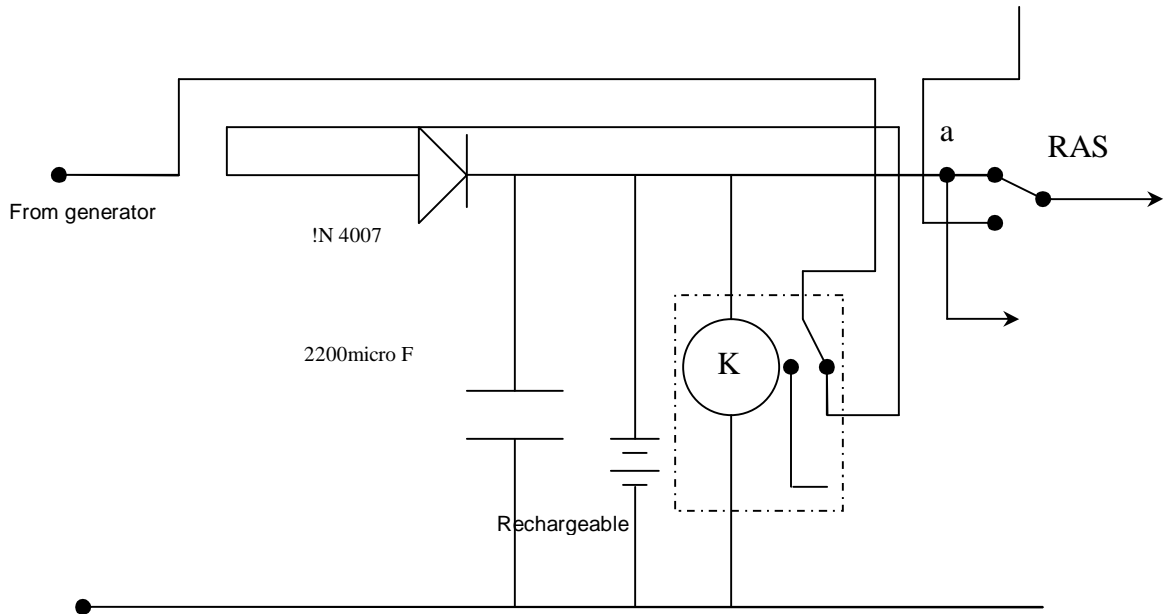 a
RAS
From generator
!N 4007
2200micro F
K
Rechargeable